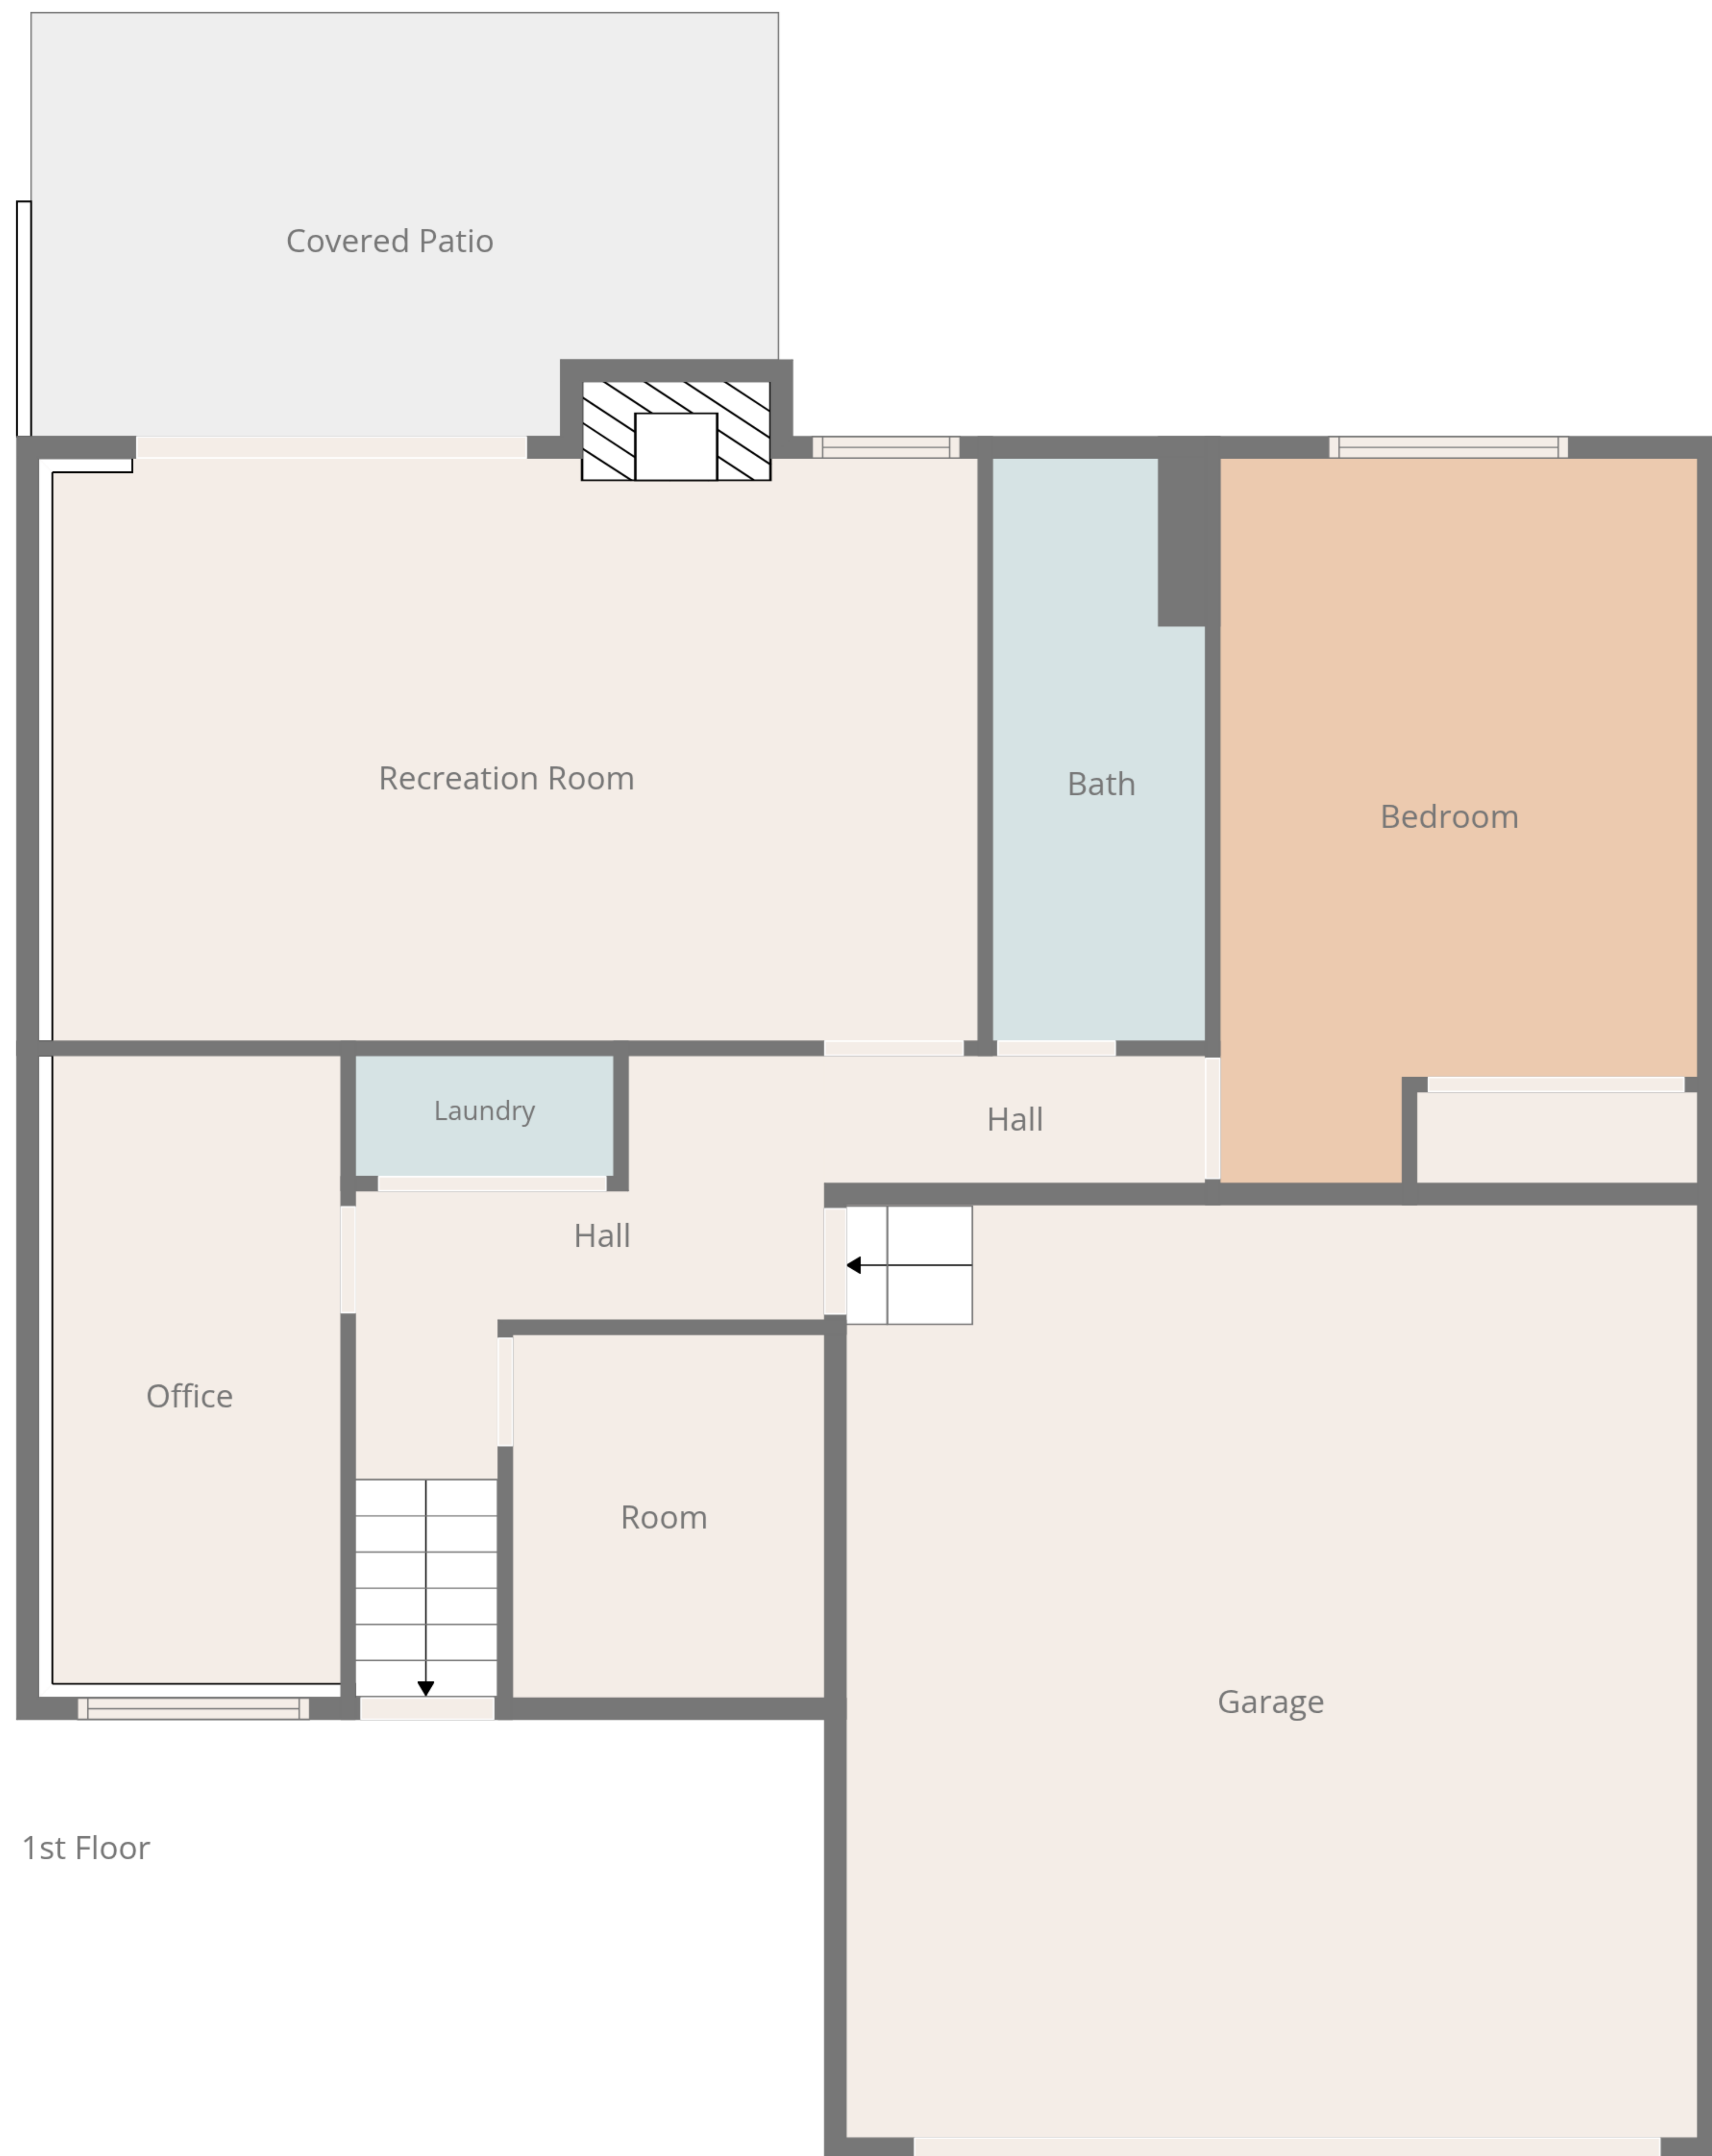 Covered Patio
Recreation Room
Bath
Bedroom
Laundry
Hall
Hall
Office
Room
Garage
1st Floor